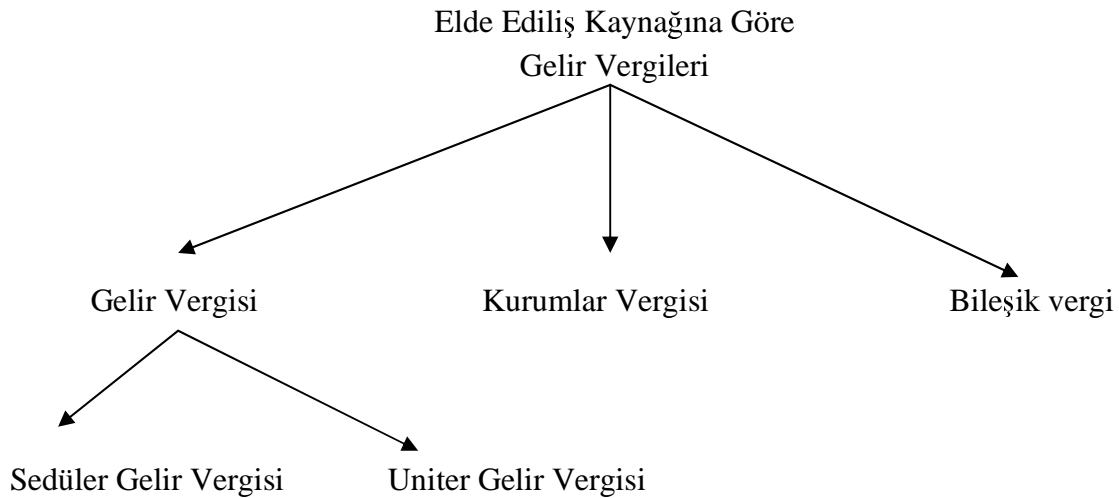 Elde Ediliş Kaynağına Göre
Gelir Vergileri
Gelir Vergisi
Kurumlar Vergisi
Bileşik vergi
Sedüler Gelir Vergisi
Uniter Gelir Vergisi